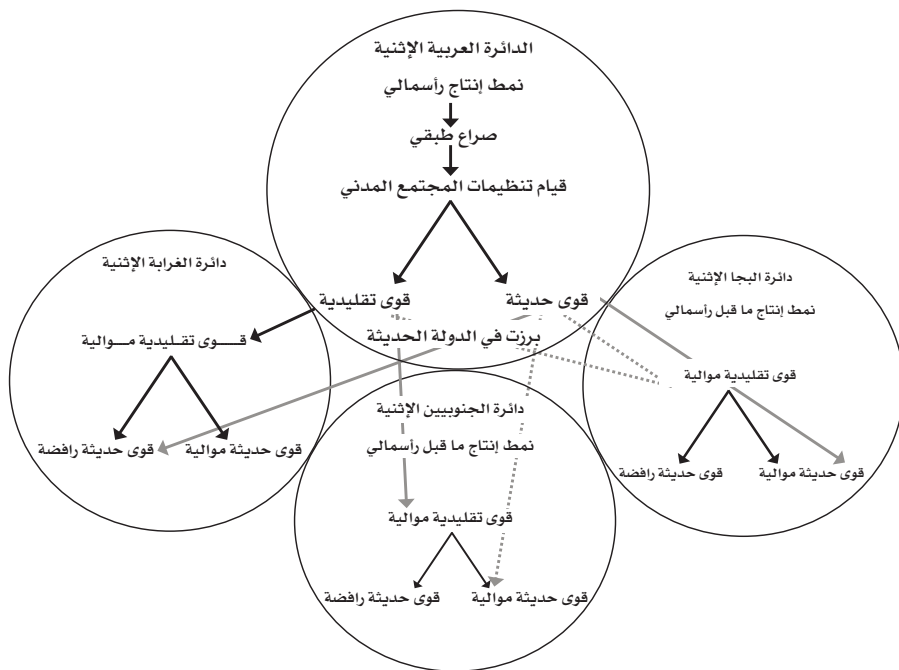 الدائرة العربية الإثنية
نمط إنتاج رأسمالي
صراع طبقي
قيام تنظيمات المجتمع المدني
قوى حديثة
قوى تقليدية
برزت في الدولة الحديثة
دائرة البجا الإثنية
نمط إنتاج ما قبل رأسمالي
قوى تقليدية موالية
قوى حديثة موالية
قوى حديثة رافضة
دائرة الجنوبيين الإثنية
نمط إنتاج ما قبل رأسمالي
قوى تقليدية موالية
قوى حديثة موالية
قوى حديثة رافضة
دائرة الغرابة الإثنية
قـــوى تقـليدية مــوالية
قوى حديثة موالية
قوى حديثة رافضة